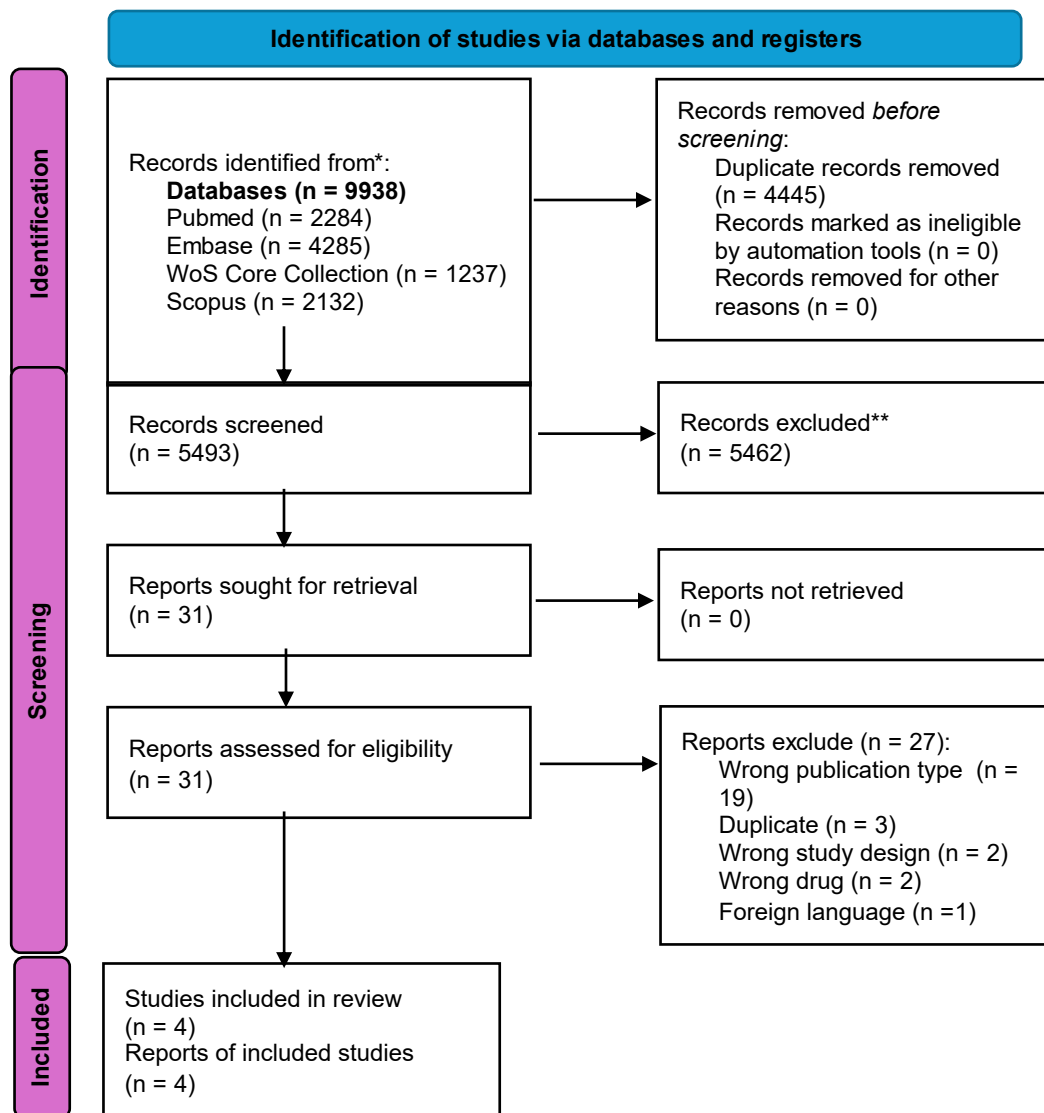 Identification of studies via databases and registers
Identification
Records identified from*:
Databases (n = 9938)
Pubmed (n = 2284)
Embase (n = 4285)
WoS Core Collection (n = 1237)
Scopus (n = 2132)
Records removed before
screening:
Duplicate records removed
(n = 4445)
Records marked as ineligible
by automation tools (n = 0)
Records removed for other
reasons (n = 0)
Screening
Records screened
(n = 5493)
Records excluded**
(n = 5462)
Reports sought for retrieval
(n = 31)
Reports not retrieved
(n = 0)
Reports assessed for eligibility
(n = 31)
Reports exclude (n = 27):
Wrong publication type  (n =
19)
Duplicate (n = 3)
Wrong study design (n = 2)
Wrong drug (n = 2)
Foreign language (n =1)
Included
Studies included in review
(n = 4)
Reports of included studies
(n = 4)